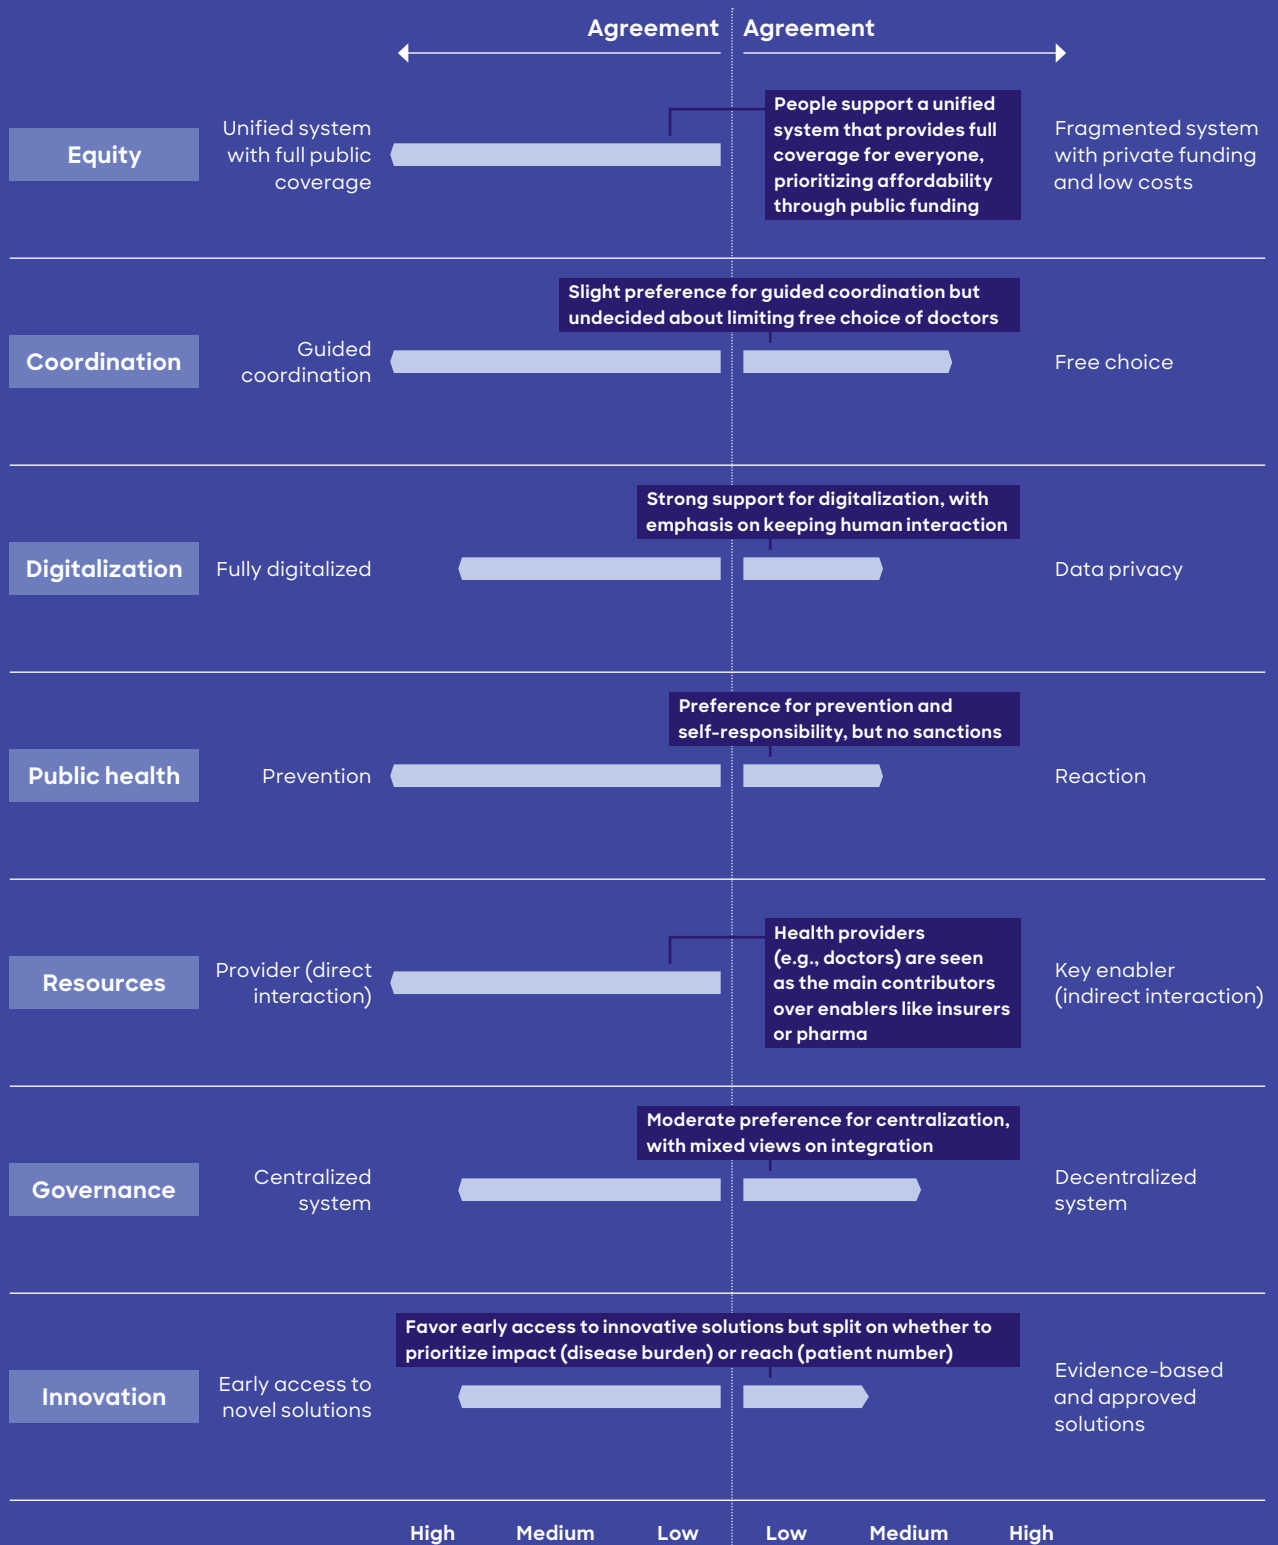 Agreement
Agreement
Equity
Unified system
with full public
coverage
People support a unified
system that provides full
coverage for everyone,
prioritizing affordability
through public funding
Fragmented system
with private funding
and low costs
Coordination
Guided
coordination
Slight preference for guided coordination but
undecided about limiting free choice of doctors
Free choice
Digitalization
Fully digitalized
Strong support for digitalization, with
emphasis on keeping human interaction
Data privacy
Public health
Prevention
Preference for prevention and
self-responsibility, but no sanctions
Reaction
Resources
Provider (direct
interaction)
Health providers
(e.g., doctors) are seen
as the main contributors
over enablers like insurers
or pharma
Key enabler
(indirect interaction)
Governance
Centralized
system
Moderate preference for centralization,
with mixed views on integration
Decentralized
system
Innovation
Early access to
novel solutions
Favor early access to innovative solutions but split on whether to
prioritize impact (disease burden) or reach (patient number)
Evidence-based
and approved
solutions
High
Medium
Low
Low
Medium
High